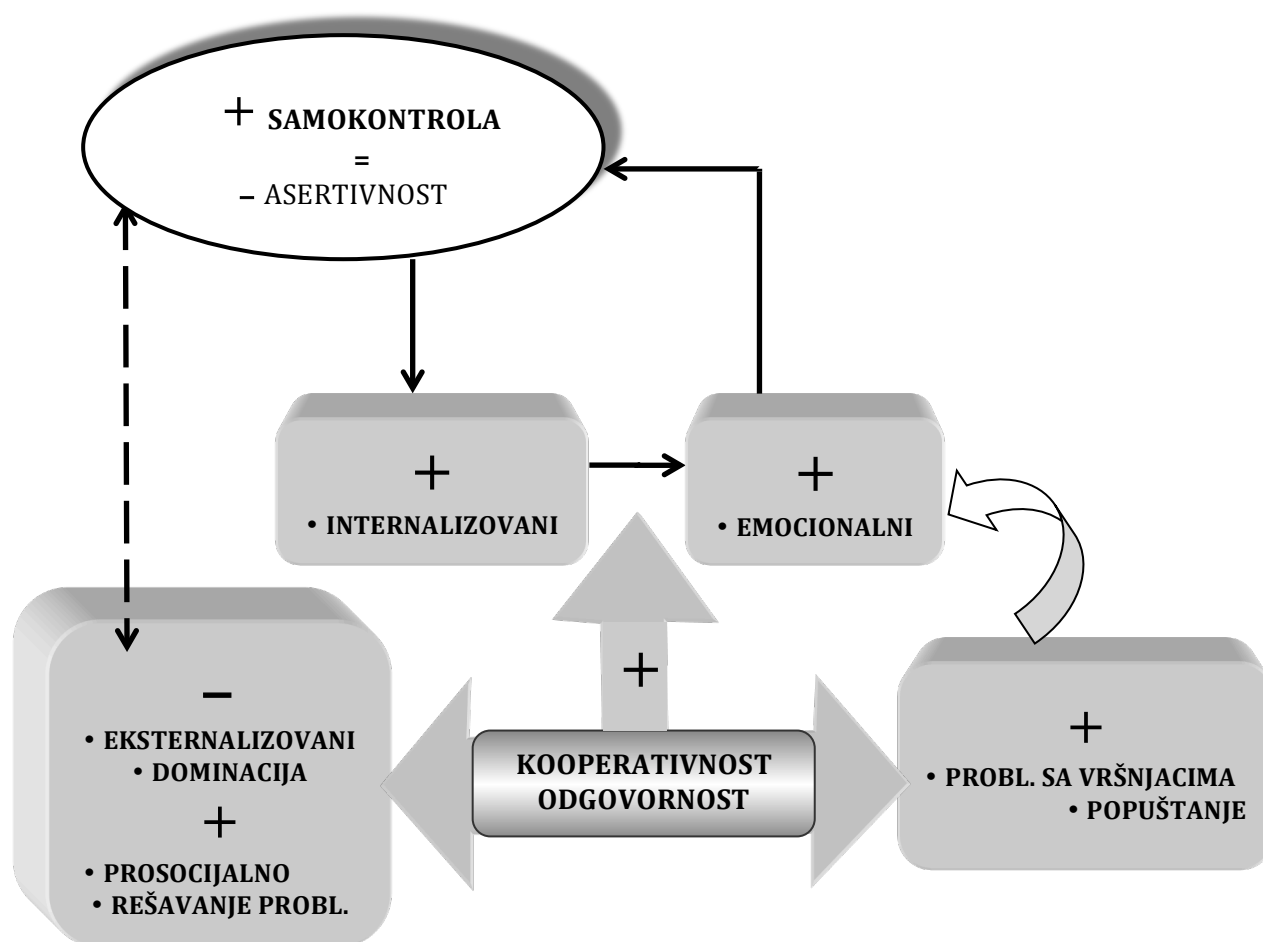 + SAMOKONTROLA
=
– ASERTIVNOST
+
• INTERNALIZOVANI
+
• EMOCIONALNI
–
• EKSTERNALIZOVANI
• DOMINACIJA
+
• PROSOCIJALNO
• REŠAVANJE PROBL.
+
KOOPERATIVNOST
ODGOVORNOST
+
• PROBL. SA VRŠNJACIMA
• POPUŠTANJE